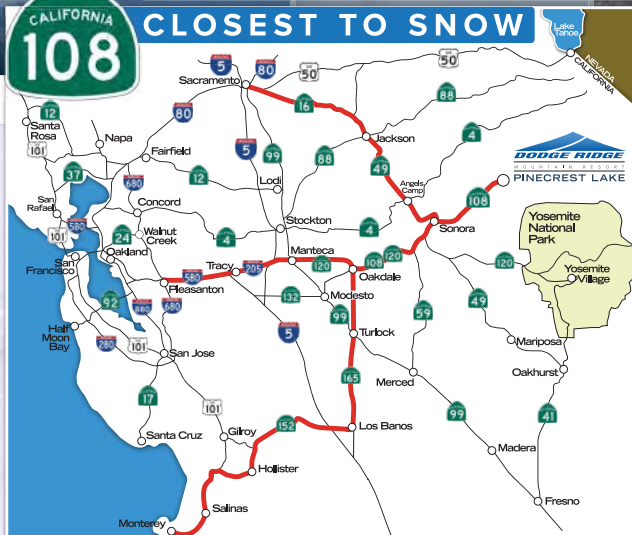 CALIFORNIA
108
CLOSEST TO SNOW
Lake
Tahoe
NEVADA
CALIFORNIA
5
80
50
50
Sacramento
16
88
80
12
Santa
Rosa
101
Napa
Fairfield
5
99
88
Jackson
49
4
DODGE RIDGE
MOUNTAIN RESORT
PINECREST LAKE
37
680
12
Lodi
Angels
Camp
108
San
Rafael
580
Concord
Stockton
4
Sonora
Yosemite
National
Park
101
24
Walnut
Creek
4
Oakland
San
Francisco
Manteca
Tracy
205
120
108
120
120
Yosemite
Village
580
Oakdale
Pleasanton
92
880
680
132
Modesto
99
59
49
Half
Moon
Bay
280
101
San Jose
5
Turlock
Mariposa
Oakhurst
165
Merced
17
101
99
41
Santa Cruz
Gilroy
152
Los Banos
Madera
Hollister
Salinas
Fresno
Monterey